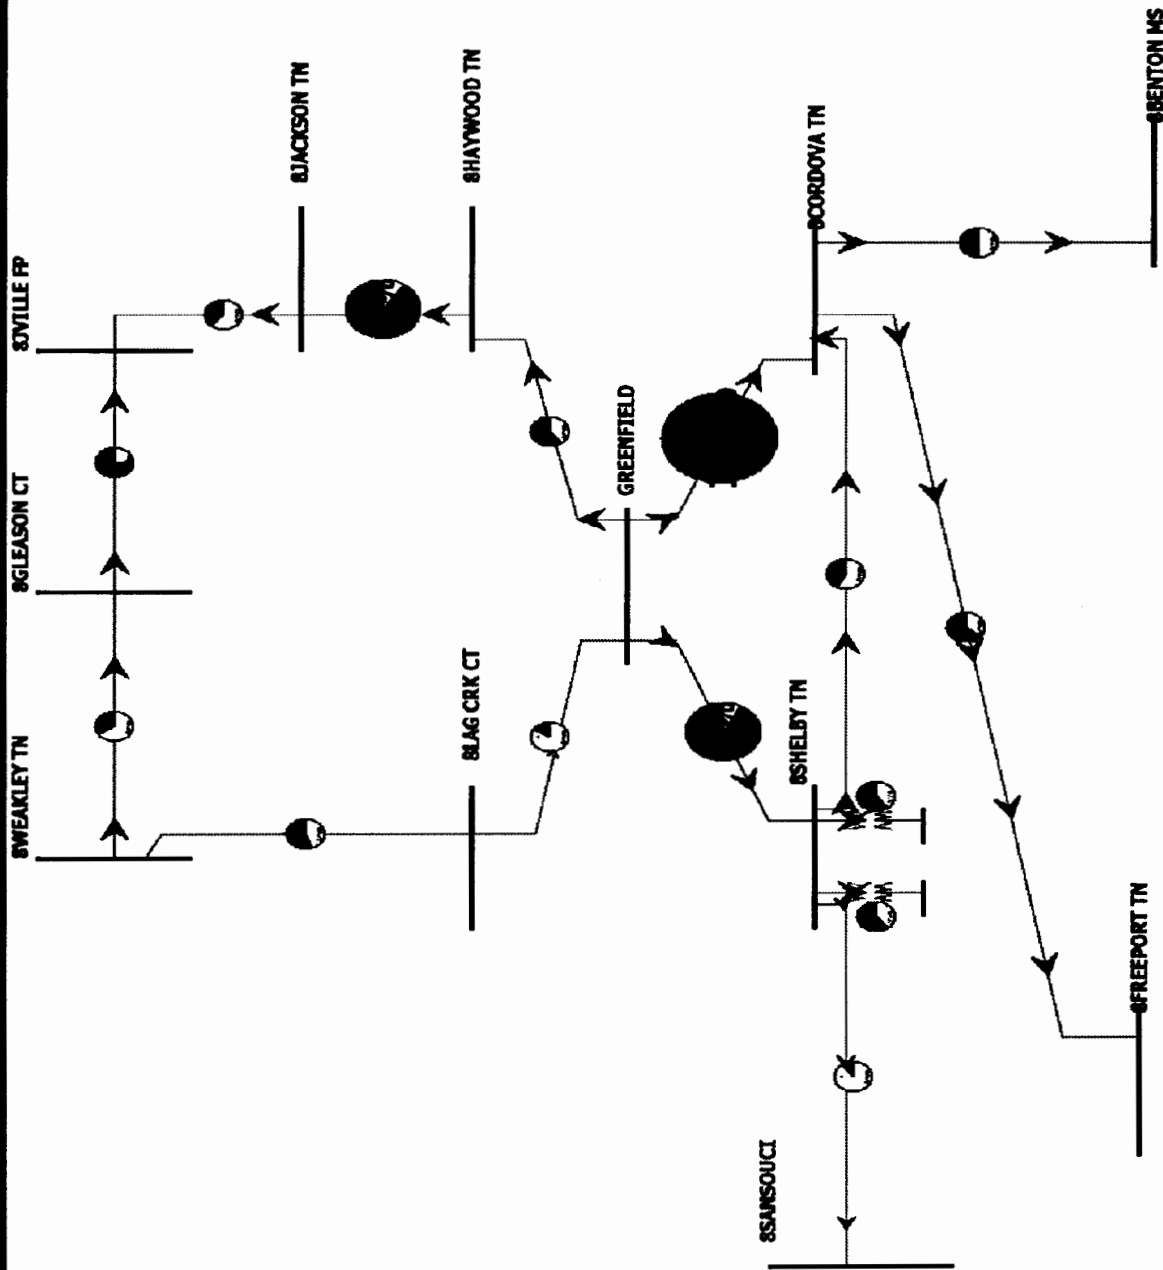 8WEAKLEY TN
8GLEASON CT
8JVILLE FP
8JACKSON TN
8LAG CRK CT
8HAYWOOD TN
GREENFIELD
8SANSOUCI
8SHELBY TN
8CORDOVA TN
8FREEPORT TN
8BENTON MS